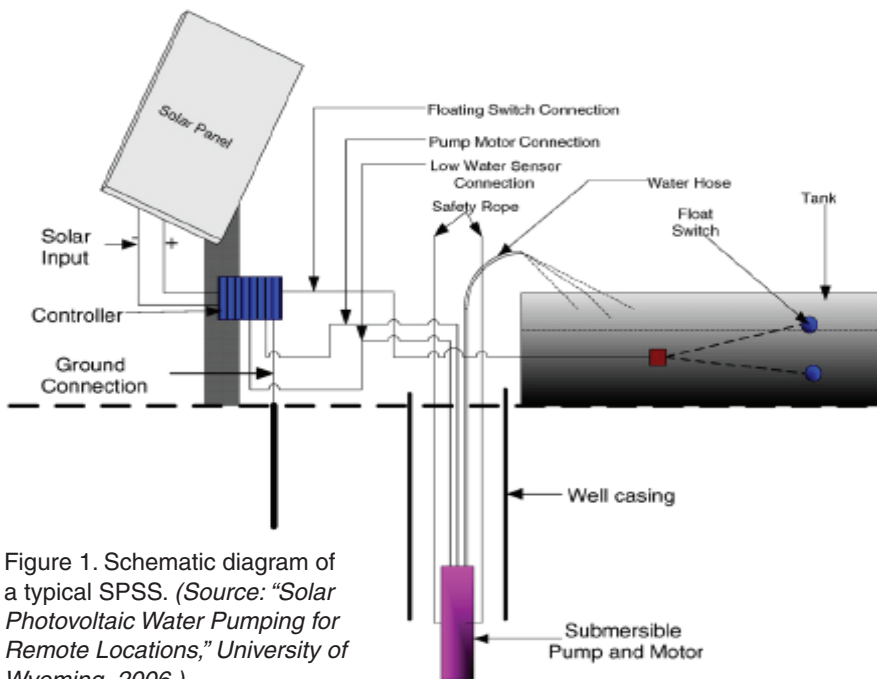 Solar Panel
Floating Switch Connection
Pump Motor Connection
Low Water Sensor
Connection
Safety Rope
Water Hose
Float
Switch
Tank
Solar
Input
-
+
Controller
Ground
Connection
Well casing
Submersible
Pump and Motor
Figure 1. Schematic diagram of
a typical SPSS. (Source: “Solar
Photovoltaic Water Pumping for
Remote Locations,” University of
Wyoming, 2006.)